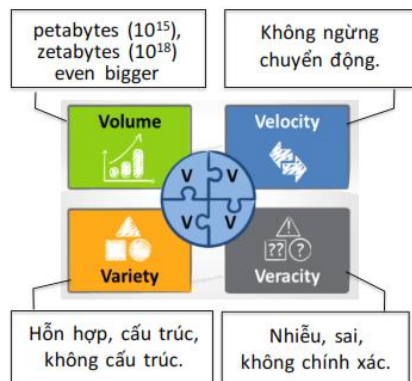 petabytes (10¹⁵),
zetabytes (10¹⁸)
even bigger
Không ngừng
chuyển động.
Volume
Velocity
V
V
V
V
??
?
!
Variety
Veracity
Hỗn hợp, cấu trúc,
không cấu trúc.
Nhiễu, sai,
không chính xác.